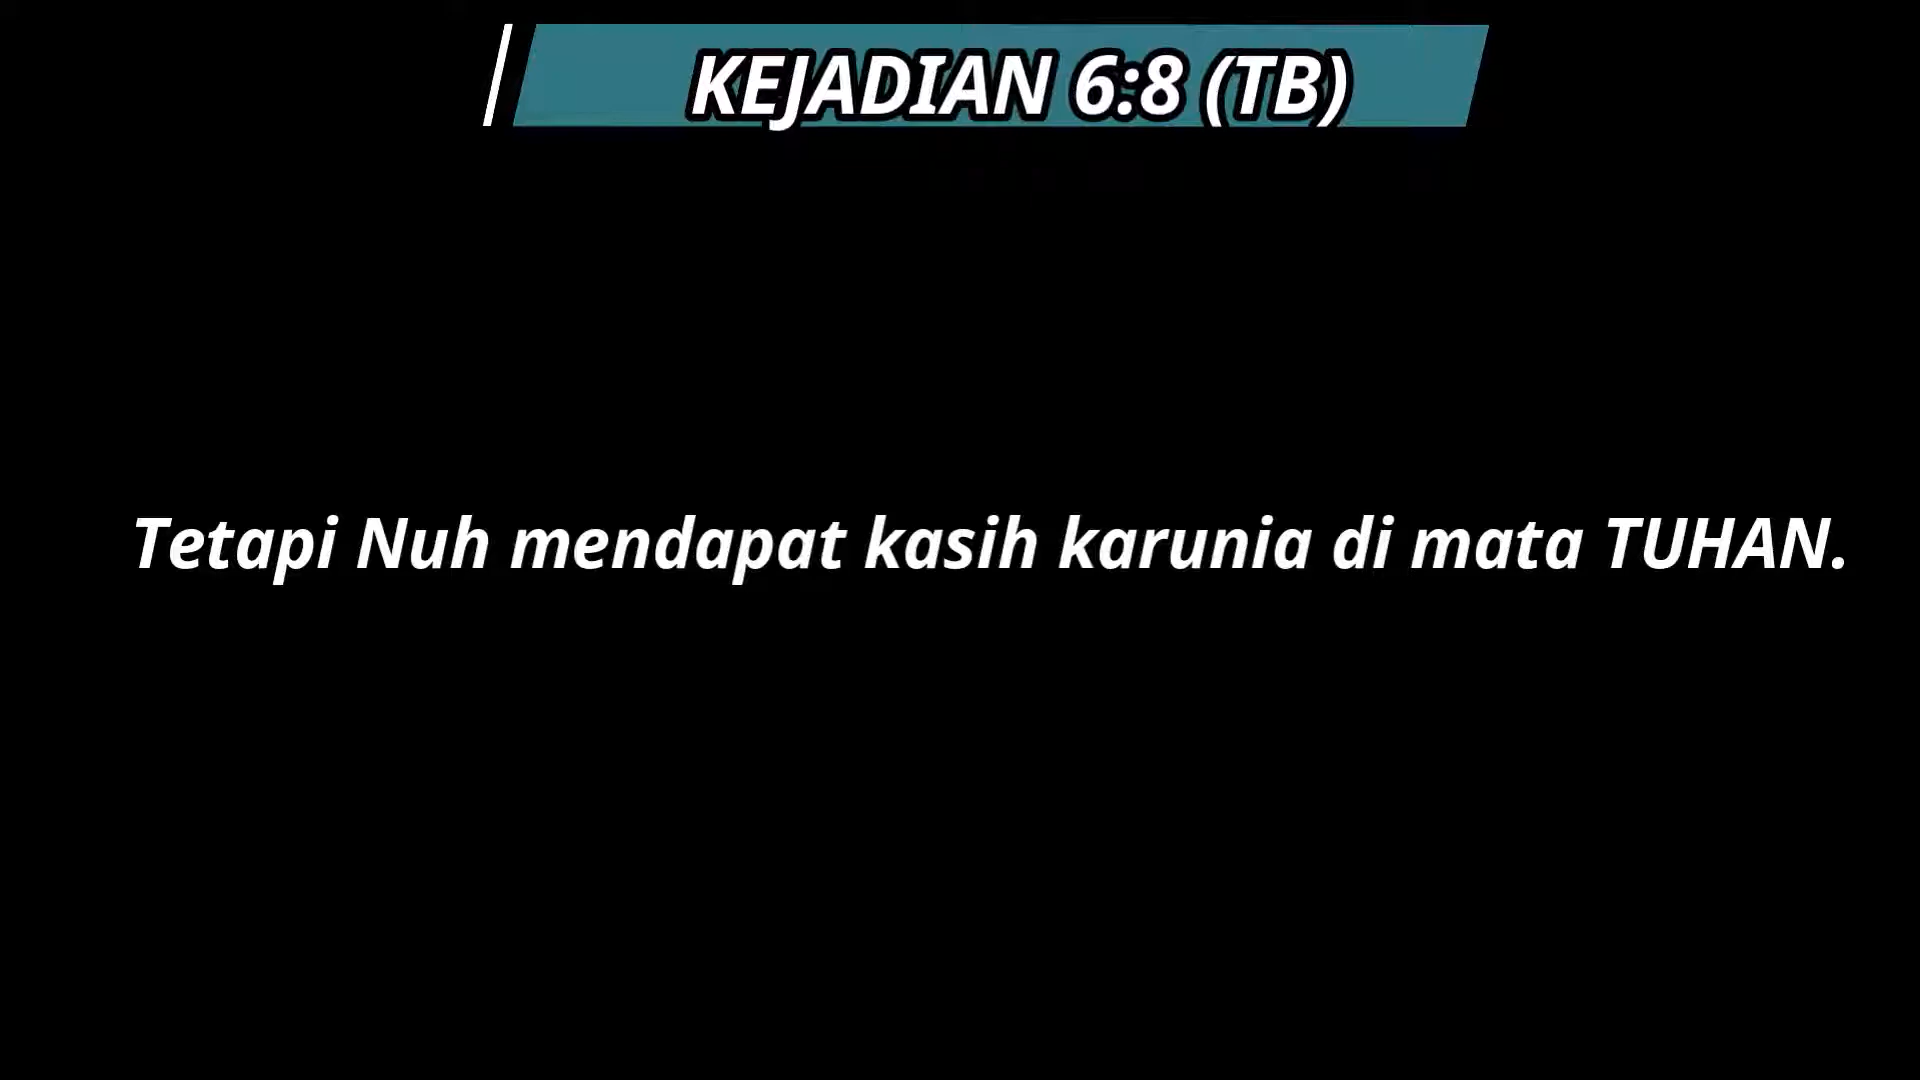 KEJADIAN 6:8 (TB)
Tetapi Nuh mendapat kasih karunia di mata TUHAN.